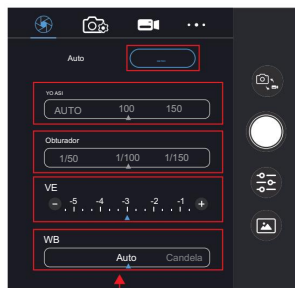 Auto
YO ASI
AUTO 100 150
Obturador
1/50 1/100 1/150
VE
-5 -4 -3 -2 -1
WB
Auto Candela